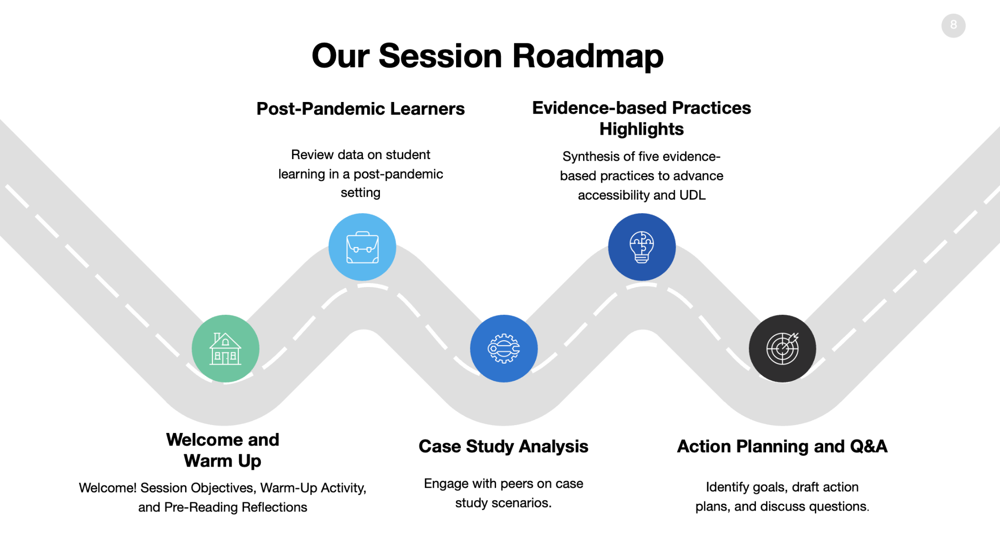 8
Our Session Roadmap
Post-Pandemic Learners
Review data on student
learning in a post-pandemic
setting
Evidence-based Practices
Highlights
Synthesis of five evidence-
based practices to advance
accessibility and UDL
Welcome and
Warm Up
Welcome! Session Objectives, Warm-Up Activity,
and Pre-Reading Reflections
Case Study Analysis
Engage with peers on case
study scenarios.
Action Planning and Q&A
Identify goals, draft action
plans, and discuss questions.